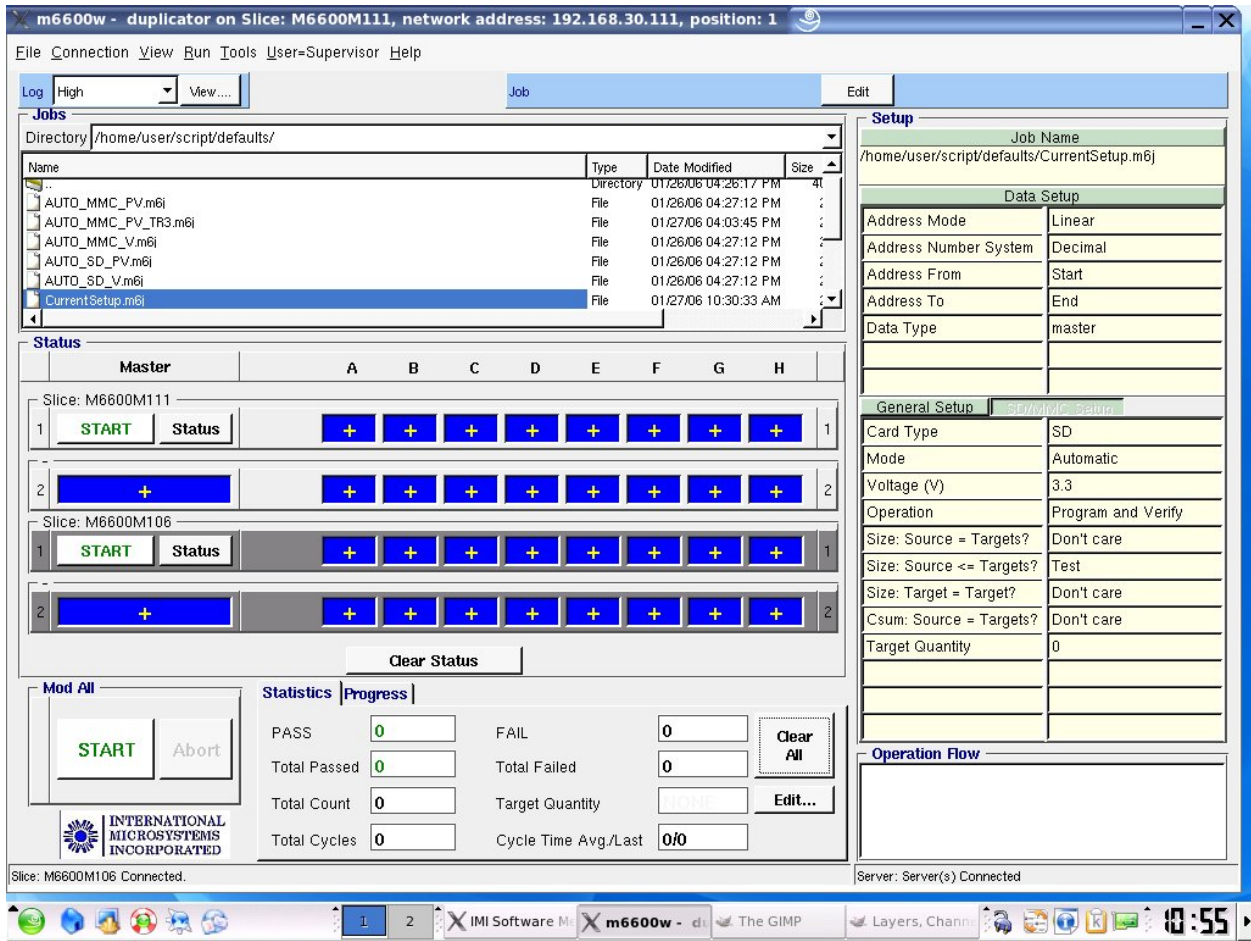 m6600w - duplicator on Slice: M6600M111, network address: 192.168.30.111, position: 1
File Connection View Run Tools User=Supervisor Help
Log High View.... Job Edit
Jobs
Directory /home/user/script/defaults/
Name Type Date Modified Size
.. Directory 01/26/06 04:26:17 PM
AUTO_MMC_PV.m6j File 01/26/06 04:27:12 PM
AUTO_MMC_PV_TR3.m6j File 01/27/06 04:03:45 PM
AUTO_MMC_V.m6j File 01/26/06 04:27:12 PM
AUTO_SD_PV.m6j File 01/26/06 04:27:12 PM
AUTO_SD_V.m6j File 01/26/06 04:27:12 PM
CurrentSetup.m6j File 01/27/06 10:30:33 AM
Status
Master A B C D E F G H
Slice: M6600M111
1 START Status + + + + + + + + 1
-
2 + + + + + + + + + 2
Slice: M6600M106
1 START Status + + + + + + + + 1
-
2 + + + + + + + + + 2
Clear Status
Mod All
START Abort
INTERNATIONAL
MICROSYSTEMS
INCORPORATED
Statistics Progress
PASS 0 FAIL 0
Total Passed 0 Total Failed 0
Total Count 0 Target Quantity NONE
Total Cycles 0 Cycle Time Avg./Last 0/0
Clear
All
Edit...
Setup
Job Name
/home/user/script/defaults/CurrentSetup.m6j
Data Setup
Address Mode Linear
Address Number System Decimal
Address From Start
Address To End
Data Type master
General Setup SD/MMC Setup
Card Type SD
Mode Automatic
Voltage (V) 3.3
Operation Program and Verify
Size: Source = Targets? Don't care
Size: Source <= Targets? Test
Size: Target = Target? Don't care
Csum: Source = Targets? Don't care
Target Quantity 0
Operation Flow
Slice: M6600M106 Connected. Server: Server(s) Connected
1 2 IMI Software M m6600w - du The GIMP Layers, Chann 10:55